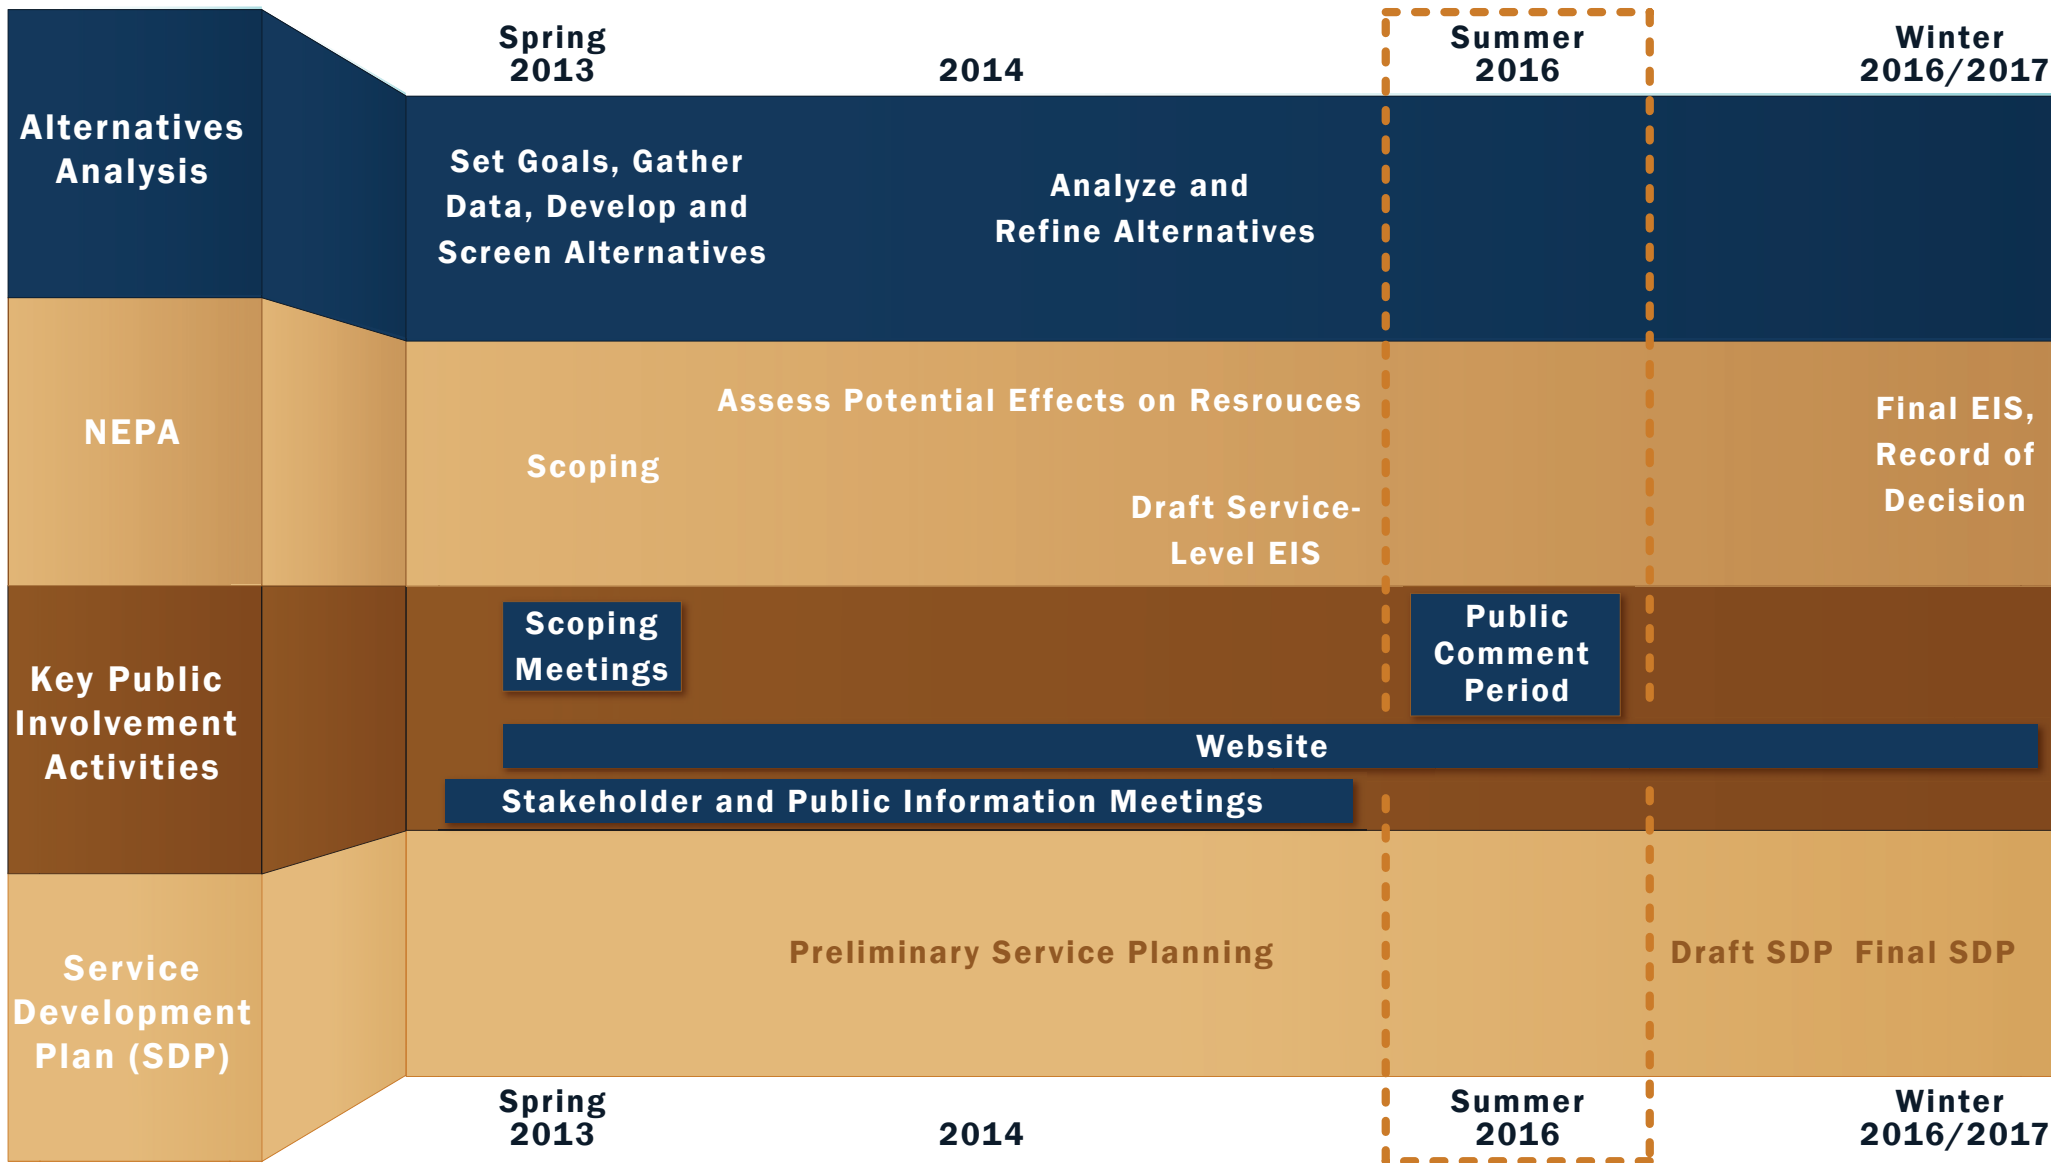 Spring
2013
2014
Summer
2016
Winter
2016/2017
Alternatives
Analysis
Set Goals, Gather
Data, Develop and
Screen Alternatives
Analyze and
Refine Alternatives
NEPA
Scoping
Assess Potential Effects on Resrouces
Draft Service-
Level EIS
Final EIS,
Record of
Decision
Key Public
Involvement
Activities
Scoping
Meetings
Public
Comment
Period
Website
Stakeholder and Public Information Meetings
Service
Development
Plan (SDP)
Preliminary Service Planning
Draft SDP Final SDP
Spring
2013
2014
Summer
2016
Winter
2016/2017